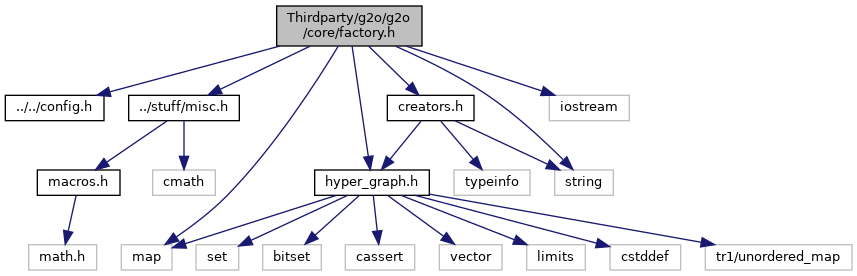 Thirdparty/g2o/g2o
/core/factory.h
../../config.h
../stuff/misc.h
creators.h
iostream
macros.h
cmath
hyper_graph.h
typeinfo
string
math.h
map
set
bitset
cassert
vector
limits
cstddef
tr1/unordered_map